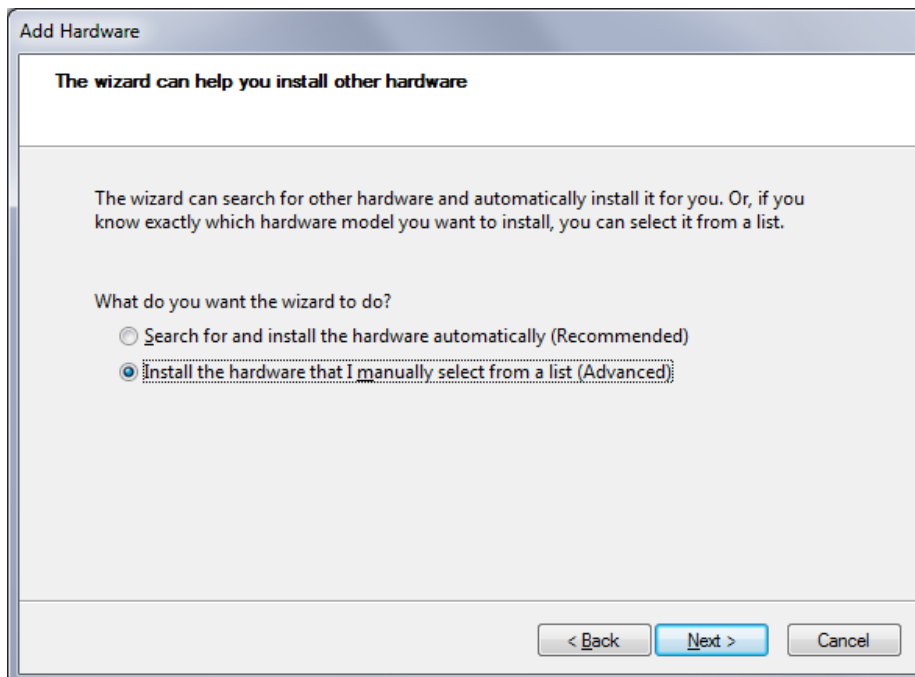 Add Hardware
The wizard can help you install other hardware
The wizard can search for other hardware and automatically install it for you. Or, if you
know exactly which hardware model you want to install, you can select it from a list.
What do you want the wizard to do?
Search for and install the hardware automatically (Recommended)
Install the hardware that I manually select from a list (Advanced)
< Back Next > Cancel